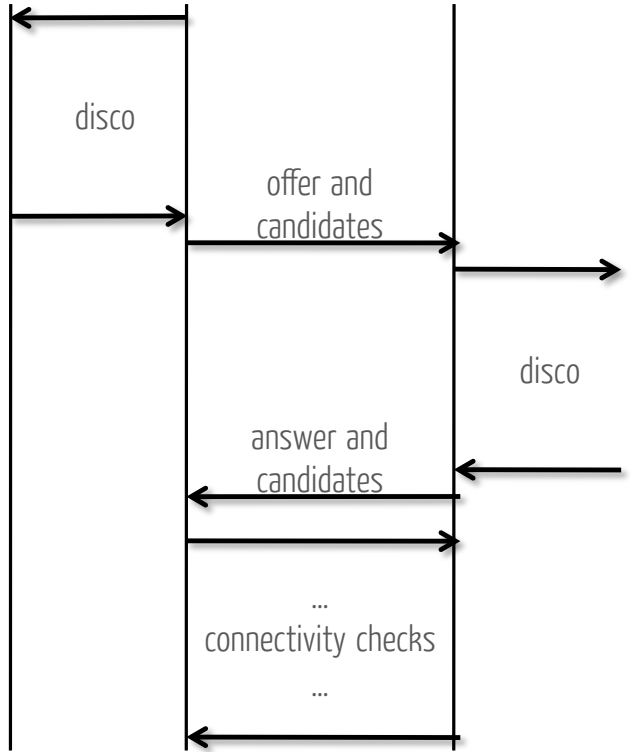 disco
offer and
candidates
disco
answer and
candidates
...
connectivity checks
...